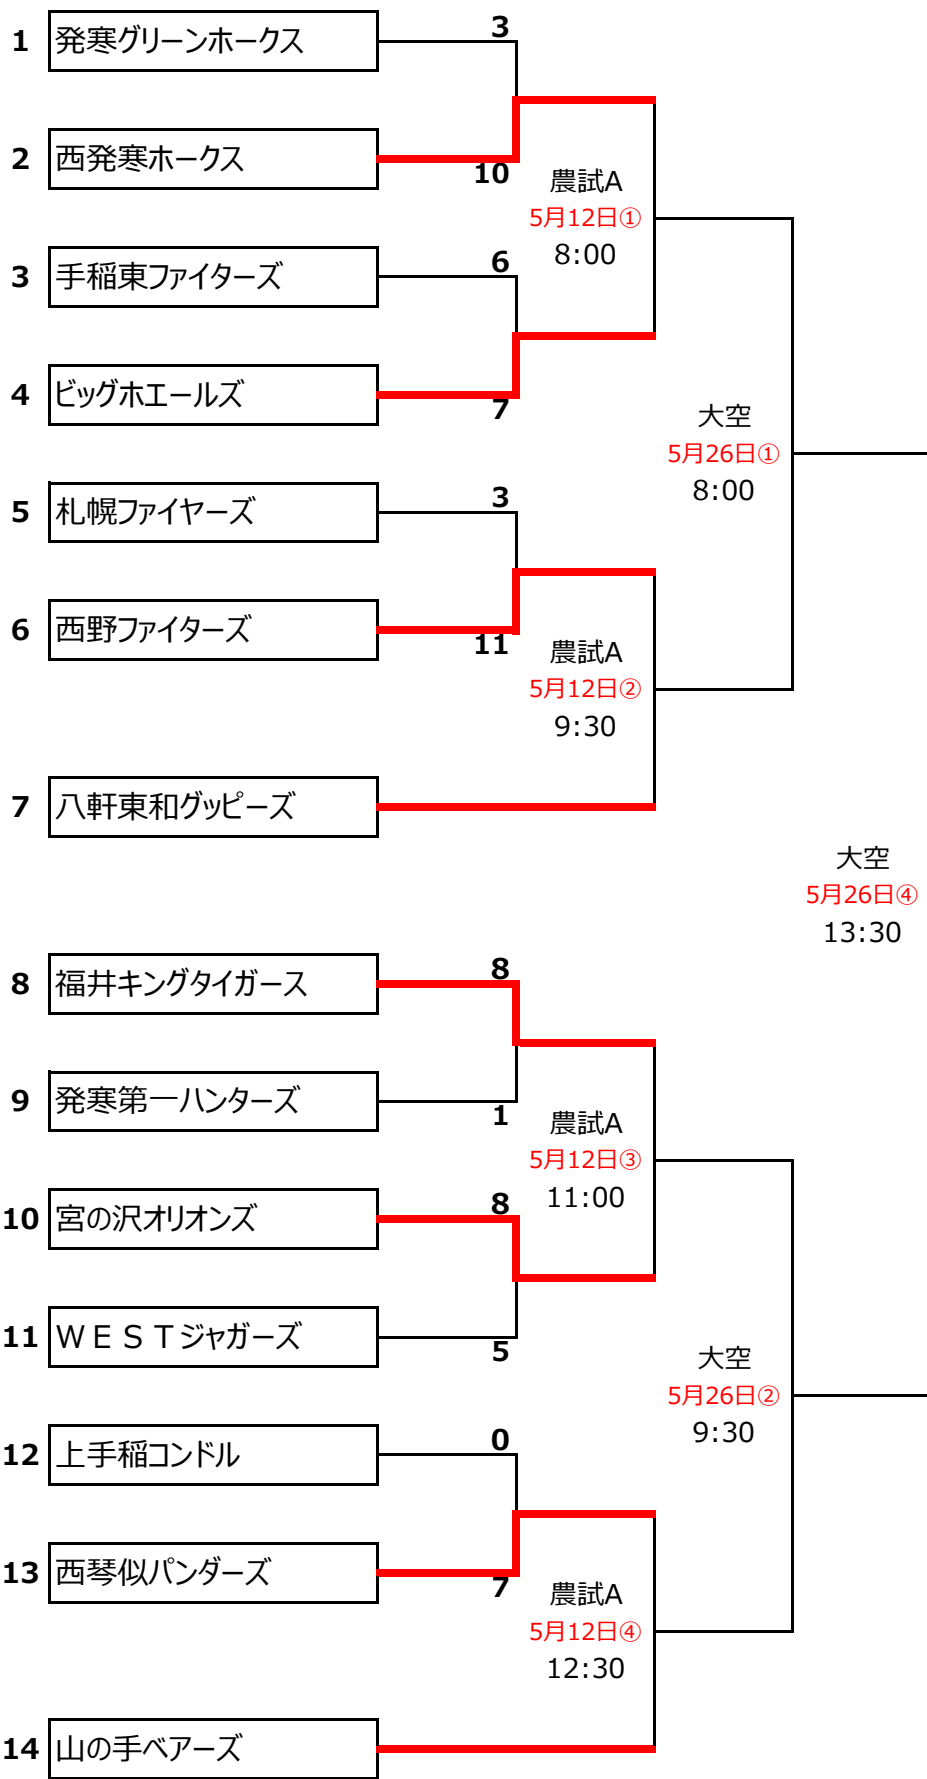 1 発寒グリーンホークス 3
2 西発寒ホークス 10
農試A
5月12日①
8:00
3 手稲東ファイターズ 6
4 ビッグホエールズ 7
大空
5月26日①
8:00
5 札幌ファイヤーズ 3
6 西野ファイターズ 11
農試A
5月12日②
9:30
7 八軒東和グッピーズ
大空
5月26日④
13:30
8 福井キングタイガース 8
9 発寒第一ハンターズ 1
農試A
5月12日③
11:00
10 宮の沢オリオンズ 8
11 ＷＥＳＴジャガーズ 5
大空
5月26日②
9:30
12 上手稲コンドル 0
13 西琴似パンダーズ 7
農試A
5月12日④
12:30
14 山の手ベアーズ